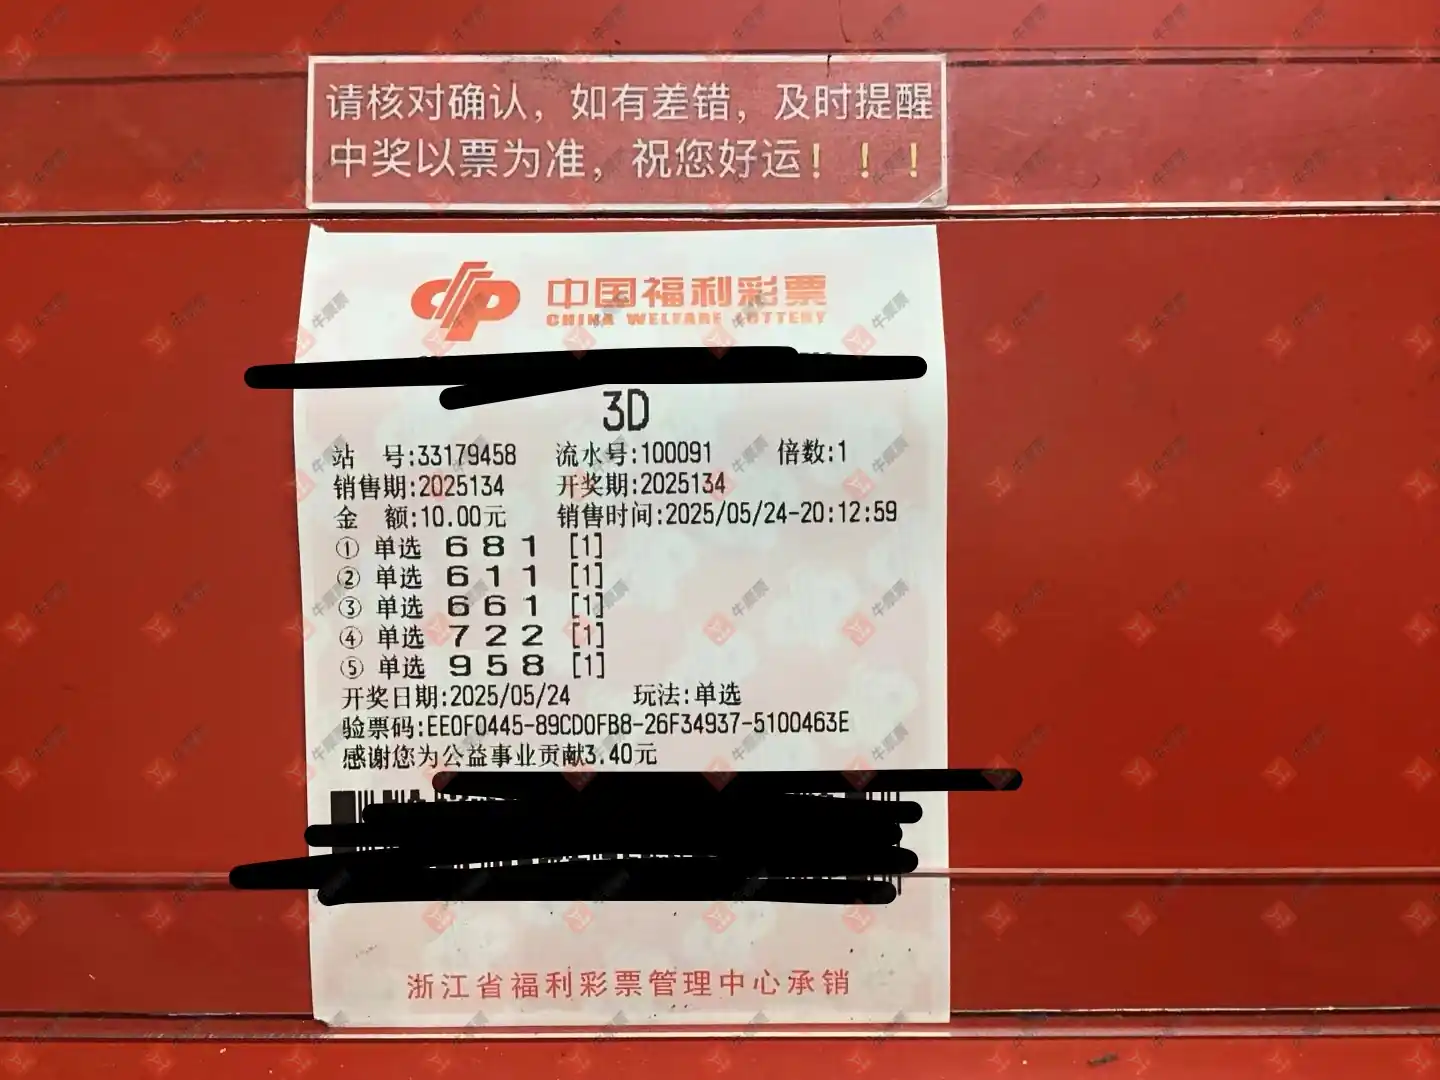 请核对确认，如有差错，及时提醒
中奖以票为准，祝您好运！！！
中国福利彩票
CHINA WELFARE LOTTERY
3D
站 号:33179458 流水号:100091 倍数:1
销售期:2025134 开奖期:2025134
金 额:10.00元 销售时间:2025/05/24-20:12:59
① 单选 6 8 1 [1]
② 单选 6 1 1 [1]
③ 单选 6 6 1 [1]
④ 单选 7 2 2 [1]
⑤ 单选 9 5 8 [1]
开奖日期:2025/05/24 玩法:单选
验票码:EE0F0445-89CD0FB8-26F34937-5100463E
感谢您为公益事业贡献3.40元
浙江省福利彩票管理中心承销
牛票票